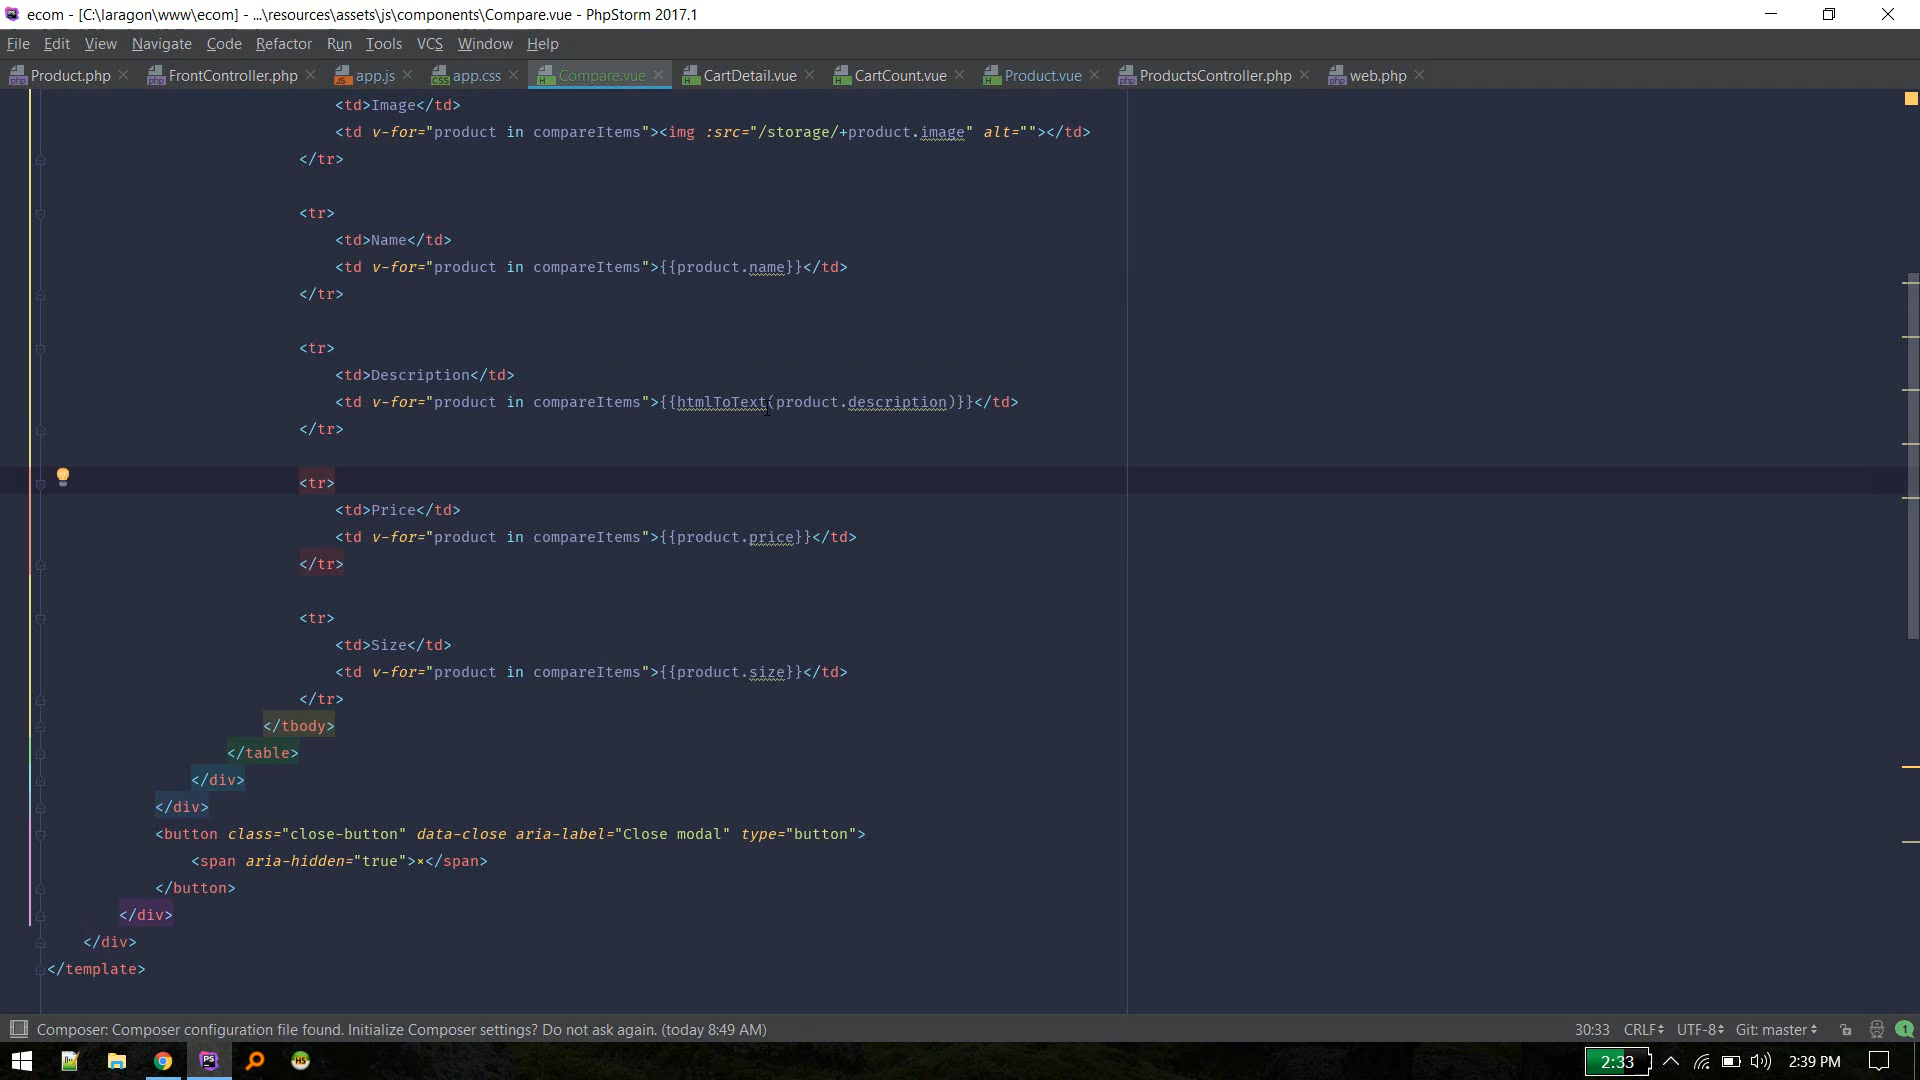 ecom - [C:\laragon\www\ecom] - ...\resources\assets\js\components\Compare.vue - PhpStorm 2017.1
File Edit View Navigate Code Refactor Run Tools VCS Window Help
Product.php FrontController.php app.js app.css Compare.vue CartDetail.vue CartCount.vue Product.vue ProductsController.php web.php
<td>Image</td>
<td v-for="product in compareItems"><img :src="/storage/+product.image" alt=""></td>
</tr>
<tr>
<td>Name</td>
<td v-for="product in compareItems">{{product.name}}</td>
</tr>
<tr>
<td>Description</td>
<td v-for="product in compareItems">{{htmlToText(product.description)}}</td>
</tr>
<tr>
<td>Price</td>
<td v-for="product in compareItems">{{product.price}}</td>
</tr>
<tr>
<td>Size</td>
<td v-for="product in compareItems">{{product.size}}</td>
</tr>
</tbody>
</table>
</div>
</div>
<button class="close-button" data-close aria-label="Close modal" type="button">
<span aria-hidden="true">×</span>
</button>
</div>
</div>
</template>
Composer: Composer configuration file found. Initialize Composer settings? Do not ask again. (today 8:49 AM) 30:33 CRLF UTF-8 Git: master 1
PS HS 2:33 2:39 PM